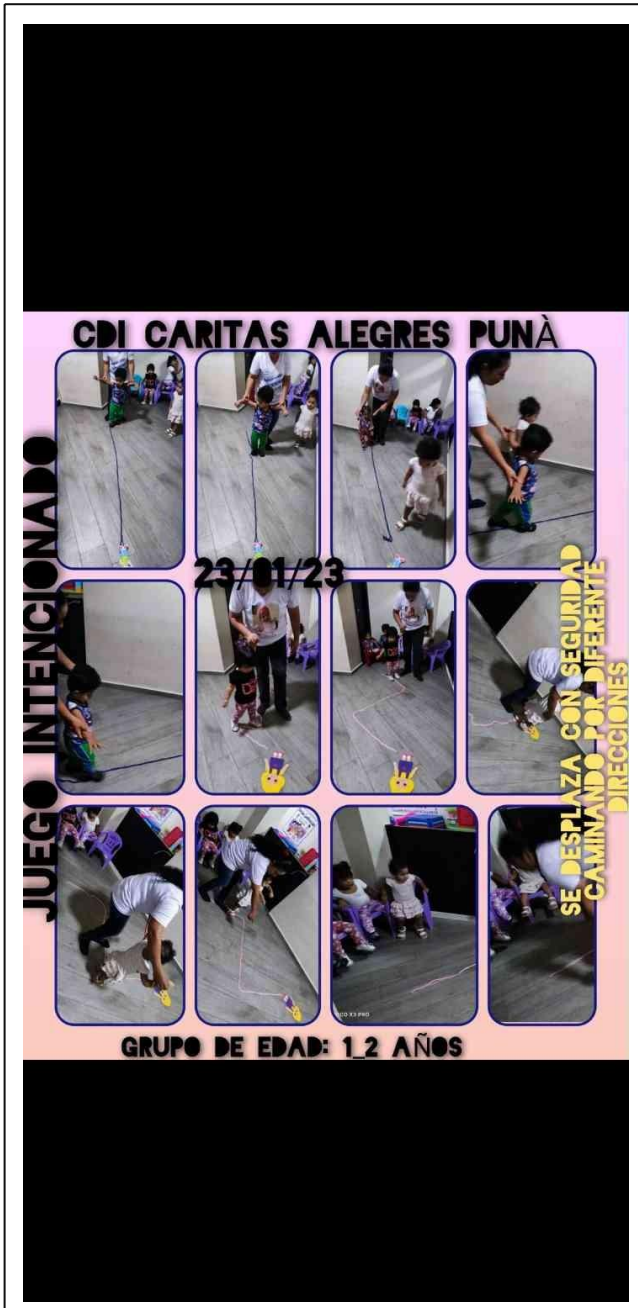 CDI CARITAS ALEGRES PUNÀ
JUEGO INTENCIONADO
23/01/23
SE DESPLAZA CON SEGURIDAD
CAMINANDO POR DIFERENTE
DIRECCIONES
GRUPO DE EDAD: 1_2 AÑOS